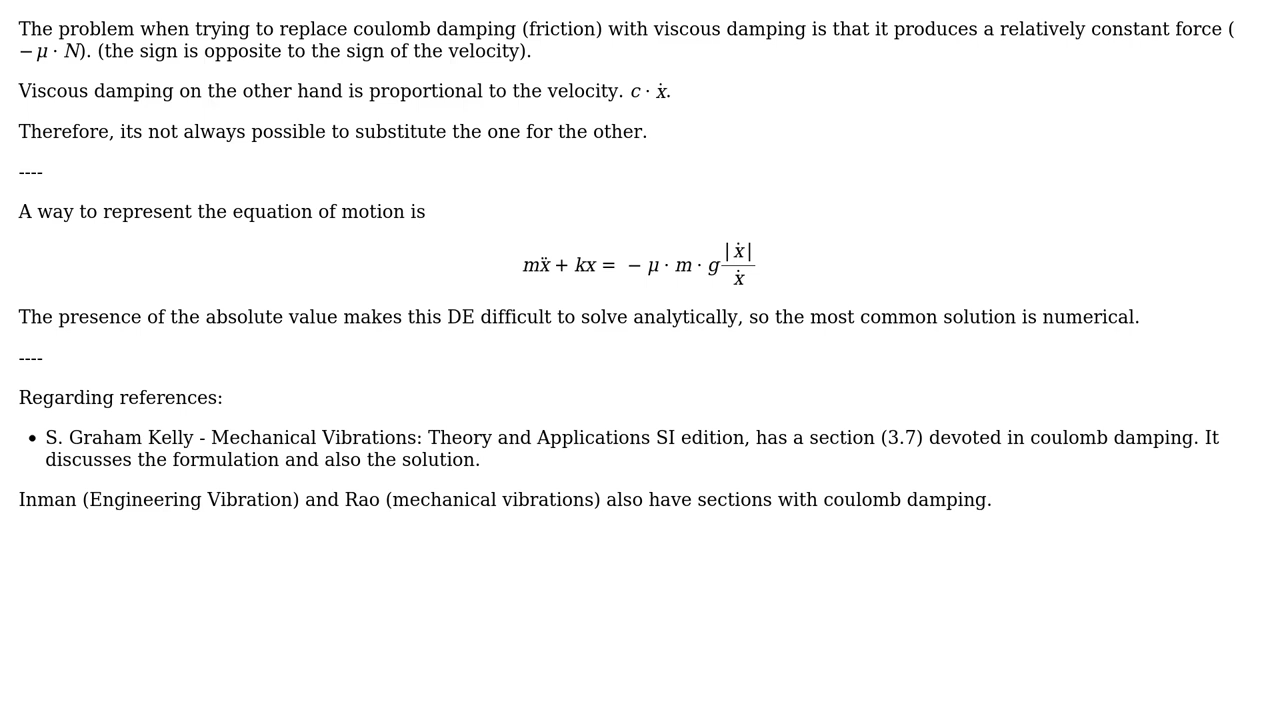 The problem when trying to replace coulomb damping (friction) with viscous damping is that it produces a relatively constant force (
− μ · N). (the sign is opposite to the sign of the velocity).
Viscous damping on the other hand is proportional to the velocity. c · ẋ.
Therefore, its not always possible to substitute the one for the other.
----
A way to represent the equation of motion is
mẍ + kx = − μ · m · g |ẋ| / ẋ
The presence of the absolute value makes this DE difficult to solve analytically, so the most common solution is numerical.
----
Regarding references:
• S. Graham Kelly - Mechanical Vibrations: Theory and Applications SI edition, has a section (3.7) devoted in coulomb damping. It
discusses the formulation and also the solution.
Inman (Engineering Vibration) and Rao (mechanical vibrations) also have sections with coulomb damping.